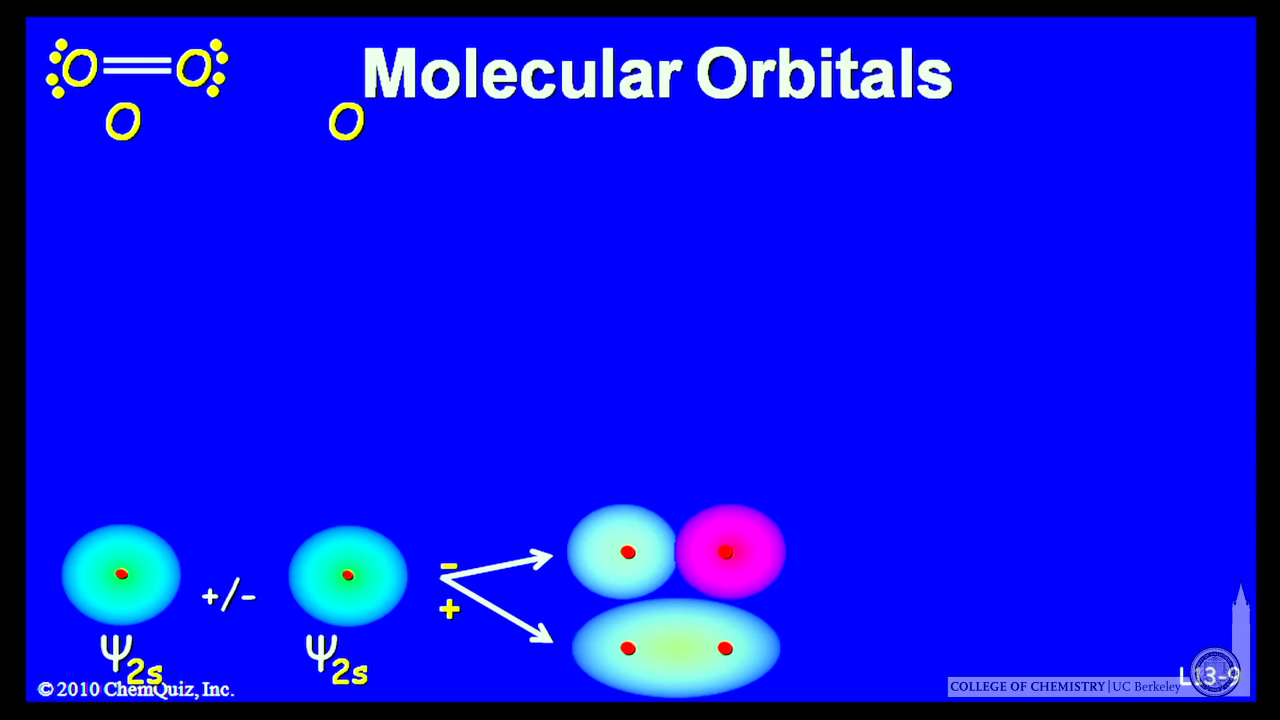 O=O
Molecular Orbitals
O O
-
+/- +
Ψ2s Ψ2s
© 2010 ChemQuiz, Inc.
COLLEGE OF CHEMISTRY | UC Berkeley
L13-9